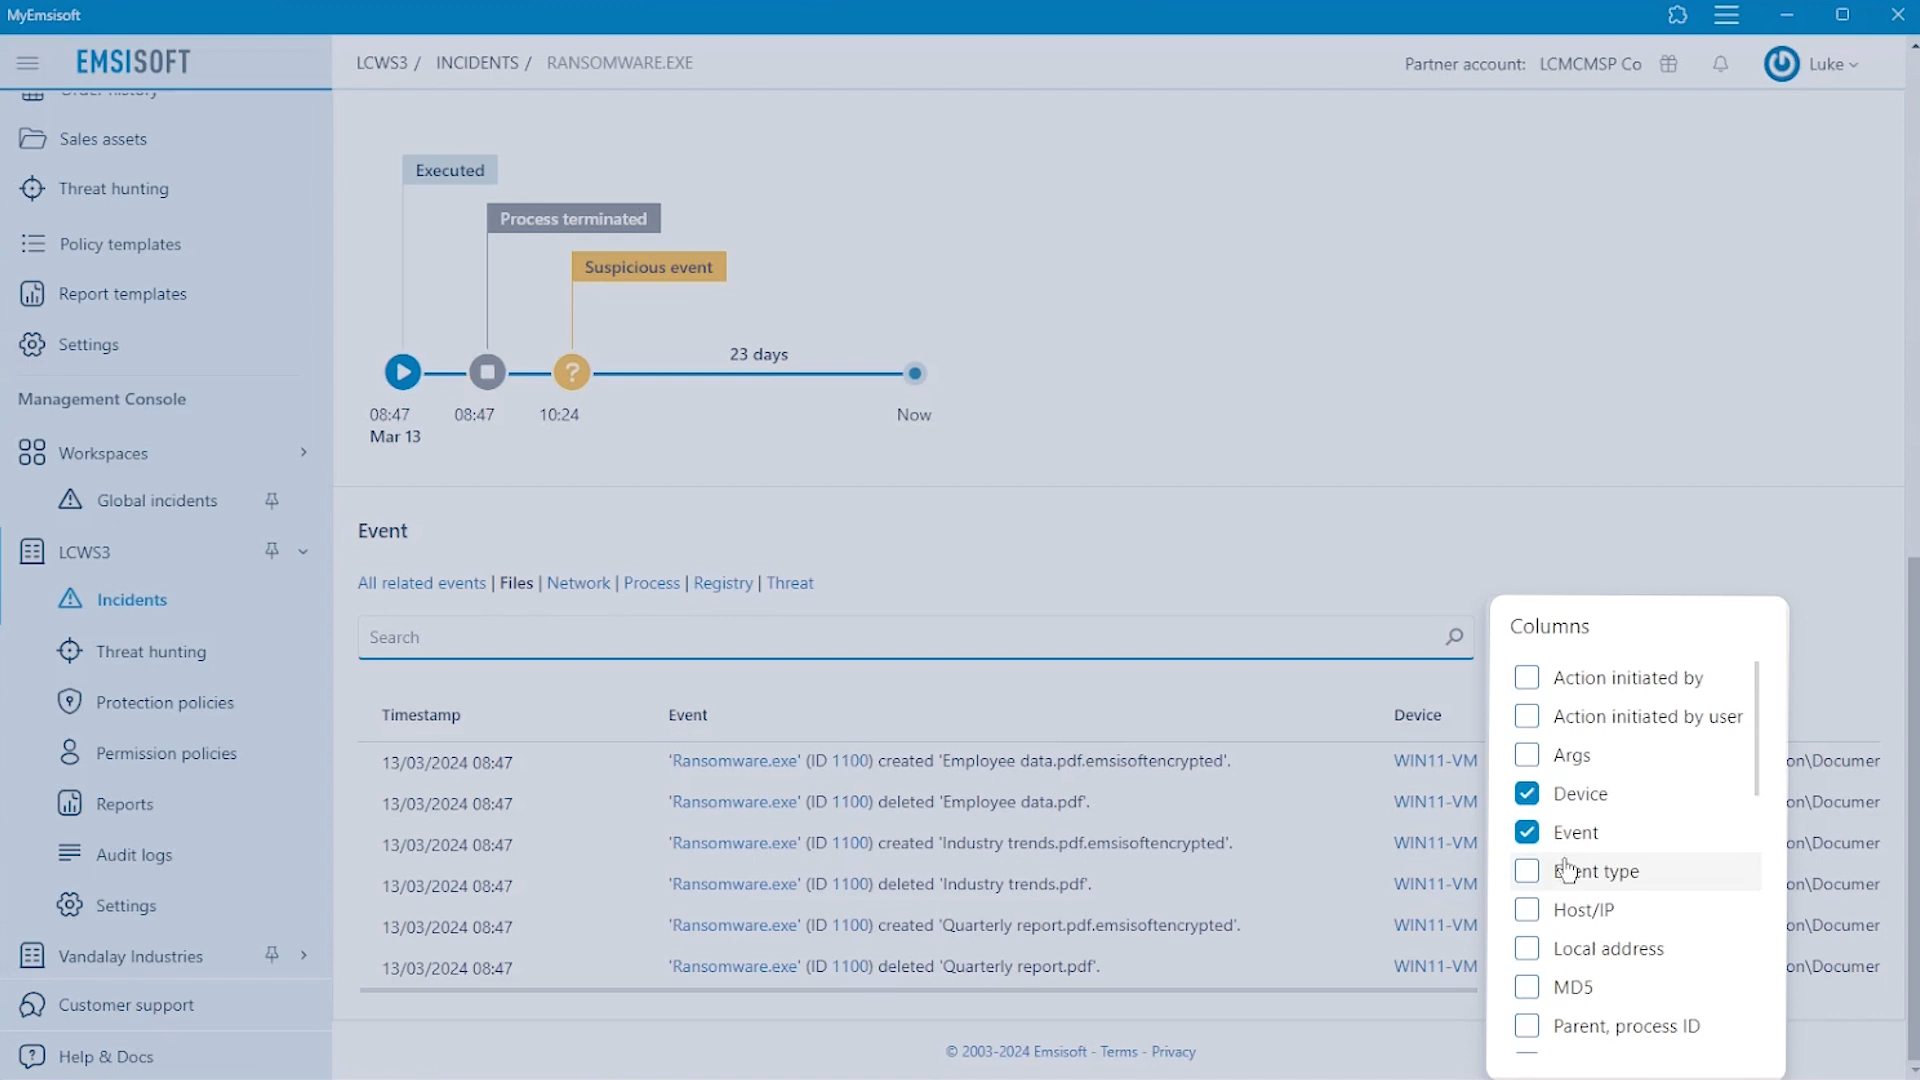 MyEmsisoft
EMSISOFT
LCWS3 / INCIDENTS / RANSOMWARE.EXE
Partner account: LCMCMSP Co
Luke
Order history
Sales assets
Threat hunting
Policy templates
Report templates
Settings
Management Console
Workspaces
Global incidents
LCWS3
Incidents
Threat hunting
Protection policies
Permission policies
Reports
Audit logs
Settings
Vandalay Industries
Customer support
Help & Docs
Executed
Process terminated
Suspicious event
?
23 days
08:47 08:47 10:24 Now
Mar 13
Event
All related events | Files | Network | Process | Registry | Threat
Search
Timestamp Event Device
13/03/2024 08:47 'Ransomware.exe' (ID 1100) created 'Employee data.pdf.emsisoftencrypted'. WIN11-VM on\Documer
13/03/2024 08:47 'Ransomware.exe' (ID 1100) deleted 'Employee data.pdf'. WIN11-VM on\Documer
13/03/2024 08:47 'Ransomware.exe' (ID 1100) created 'Industry trends.pdf.emsisoftencrypted'. WIN11-VM on\Documer
13/03/2024 08:47 'Ransomware.exe' (ID 1100) deleted 'Industry trends.pdf'. WIN11-VM on\Documer
13/03/2024 08:47 'Ransomware.exe' (ID 1100) created 'Quarterly report.pdf.emsisoftencrypted'. WIN11-VM on\Documer
13/03/2024 08:47 'Ransomware.exe' (ID 1100) deleted 'Quarterly report.pdf'. WIN11-VM on\Documer
Columns
Action initiated by
Action initiated by user
Args
Device
Event
Event type
Host/IP
Local address
MD5
Parent, process ID
© 2003-2024 Emsisoft - Terms - Privacy